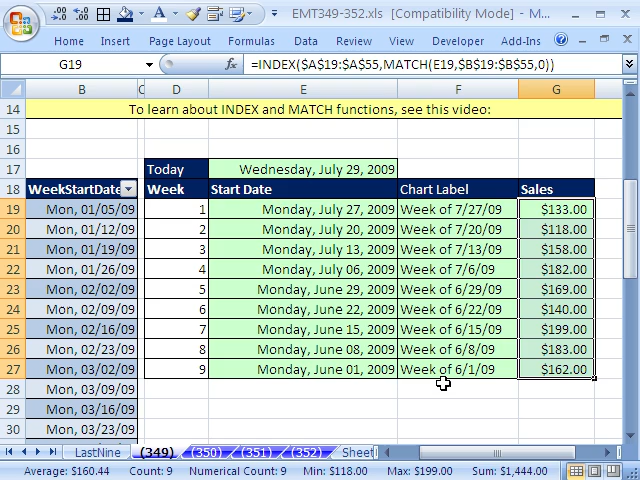 EMT349-352.xls [Compatibility Mode] - M...
Home Insert Page Layout Formulas Data Review View Developer Add-Ins
G19 fx =INDEX($A$19:$A$55,MATCH(E19,$B$19:$B$55,0))
B C D E F G
14 To learn about INDEX and MATCH functions, see this video:
15
16
17 Today Wednesday, July 29, 2009
18 WeekStartDate Week Start Date Chart Label Sales
19 Mon, 01/05/09 1 Monday, July 27, 2009 Week of 7/27/09 $133.00
20 Mon, 01/12/09 2 Monday, July 20, 2009 Week of 7/20/09 $118.00
21 Mon, 01/19/09 3 Monday, July 13, 2009 Week of 7/13/09 $158.00
22 Mon, 01/26/09 4 Monday, July 06, 2009 Week of 7/6/09 $182.00
23 Mon, 02/02/09 5 Monday, June 29, 2009 Week of 6/29/09 $169.00
24 Mon, 02/09/09 6 Monday, June 22, 2009 Week of 6/22/09 $140.00
25 Mon, 02/16/09 7 Monday, June 15, 2009 Week of 6/15/09 $199.00
26 Mon, 02/23/09 8 Monday, June 08, 2009 Week of 6/8/09 $183.00
27 Mon, 03/02/09 9 Monday, June 01, 2009 Week of 6/1/09 $162.00
28 Mon, 03/09/09
29 Mon, 03/16/09
30 Mon, 03/23/09
LastNine (349) (350) (351) (352) Sheet
Average: $160.44 Count: 9 Numerical Count: 9 Min: $118.00 Max: $199.00 Sum: $1,444.00